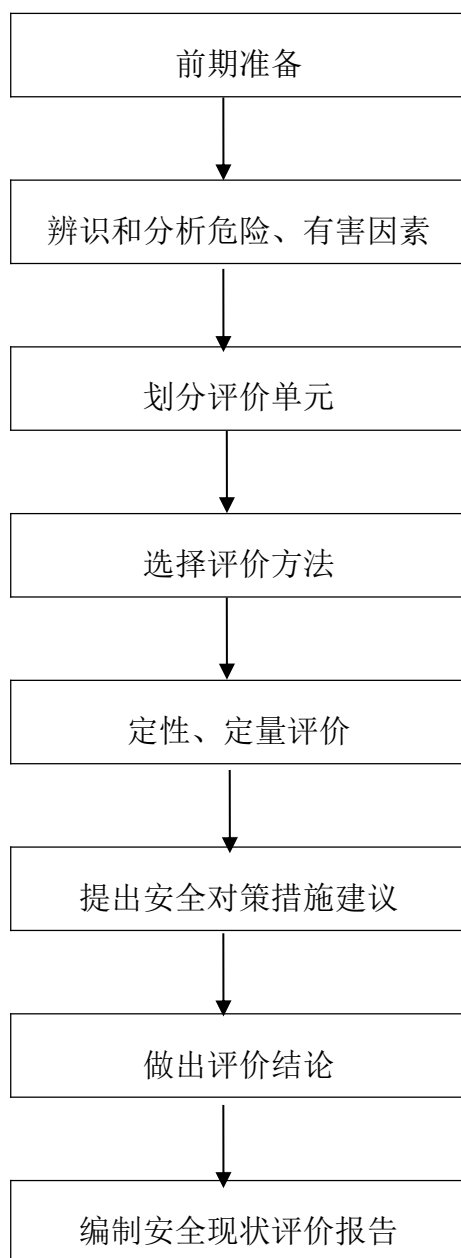 前期准备
辨识和分析危险、有害因素
划分评价单元
选择评价方法
定性、定量评价
提出安全对策措施建议
做出评价结论
编制安全现状评价报告